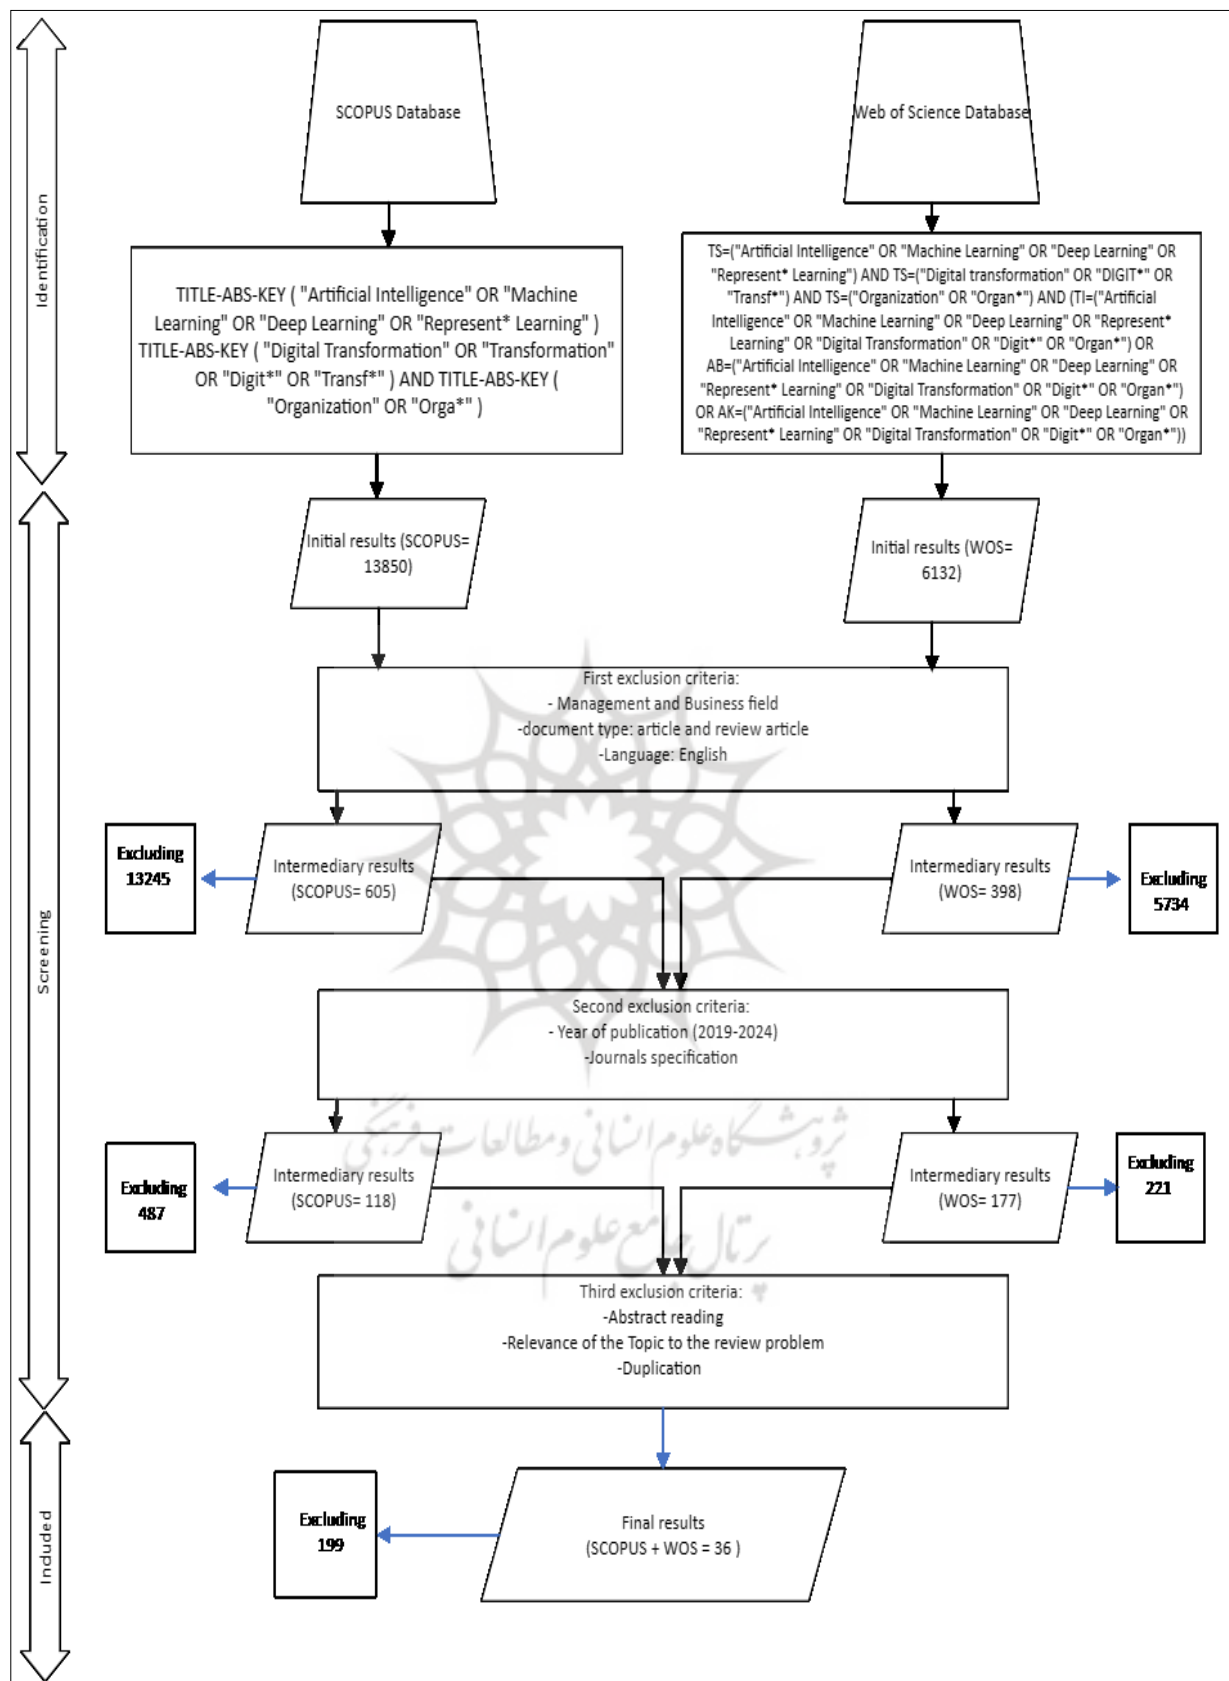 Identification
SCOPUS Database
Web of Science Database
TITLE-ABS-KEY ( "Artificial Intelligence" OR "Machine
Learning" OR "Deep Learning" OR "Represent* Learning" )
TITLE-ABS-KEY ( "Digital Transformation" OR "Transformation"
OR "Digit*" OR "Transf*" ) AND TITLE-ABS-KEY (
"Organization" OR "Orga*" )
TS=("Artificial Intelligence" OR "Machine Learning" OR "Deep Learning" OR
"Represent* Learning") AND TS=("Digital transformation" OR "DIGIT*" OR
"Transf*") AND TS=("Organization" OR "Organ*") AND (TI=("Artificial
Intelligence" OR "Machine Learning" OR "Deep Learning" OR "Represent*
Learning" OR "Digital Transformation" OR "Digit*" OR "Organ*") OR
AB=("Artificial Intelligence" OR "Machine Learning" OR "Deep Learning" OR
"Represent* Learning" OR "Digital Transformation" OR "Digit*" OR "Organ*")
OR AK=("Artificial Intelligence" OR "Machine Learning" OR "Deep Learning" OR
"Represent* Learning" OR "Digital Transformation" OR "Digit*" OR "Organ*"))
Screening
Initial results (SCOPUS=
13850)
Initial results (WOS=
6132)
First exclusion criteria:
- Management and Business field
-document type: article and review article
-Language: English
Excluding
13245
Intermediary results
(SCOPUS= 605)
Intermediary results
(WOS= 398)
Excluding
5734
Second exclusion criteria:
- Year of publication (2019-2024)
-Journals specification
پژوهشگاه علوم انسانی و مطالعات فرهنگی
Excluding
487
Intermediary results
(SCOPUS= 118)
Intermediary results
(WOS= 177)
Excluding
221
پرتال جامع علوم انسانی
Third exclusion criteria:
-Abstract reading
-Relevance of the Topic to the review problem
-Duplication
Included
Excluding
199
Final results
(SCOPUS + WOS = 36 )